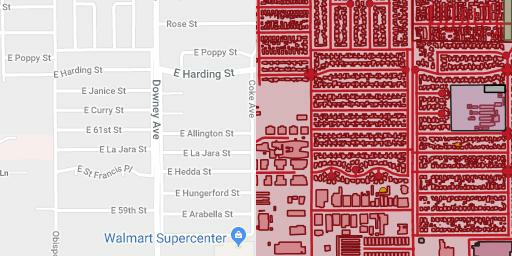 Rose St
E Poppy St
E Poppy St
E Harding St
E Harding St
E Janice St
Coke Ave
Downey Ave
E Curry St
E 61st St
E Allington St
E La Jara St
E La Jara St
E St Francis Pl
E Hedda St
Ln
E Hungerford St
E 59th St
E Arabella St
Obisp
Walmart Supercenter